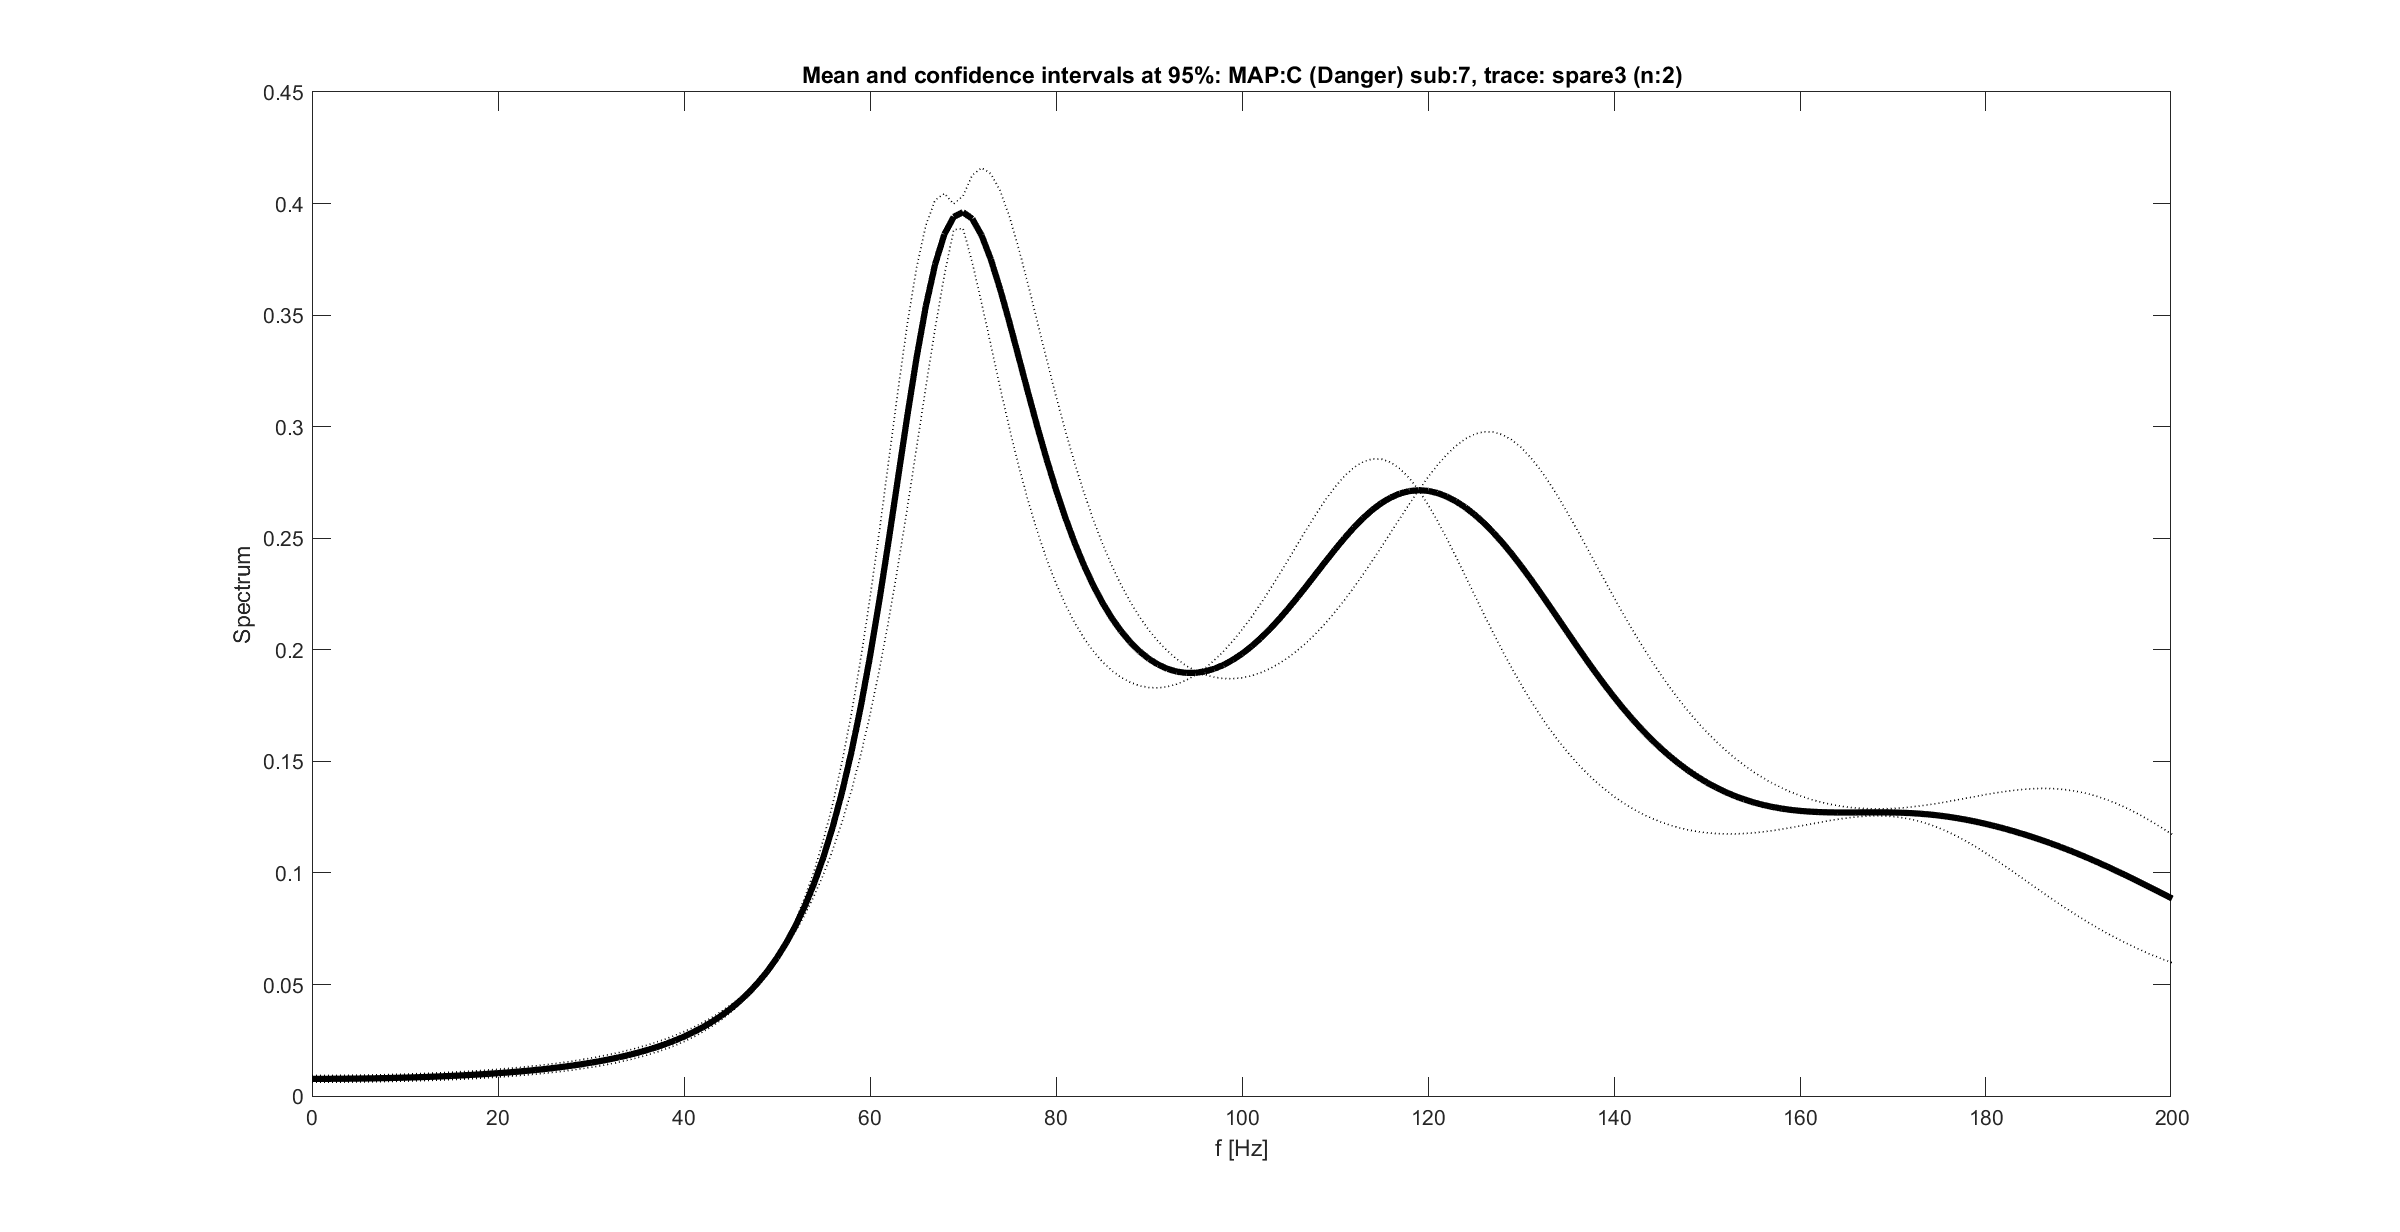 Mean and confidence intervals at 95%: MAP:C (Danger) sub:7, trace: spare3 (n:2)
0.45
0.4
0.35
0.3
0.25
0.2
0.15
0.1
0.05
0
Spectrum
0 20 40 60 80 100 120 140 160 180 200
f [Hz]